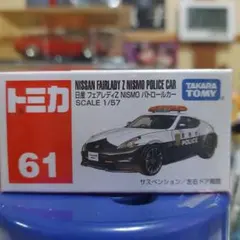 トミカ
NISSAN FAIRLADY Z NISMO POLICE CAR
日産 フェアレディZ NISMO パトロールカー
SCALE 1/57
TAKARA
TOMY
61
POLICE
サスペンション／左右ドア開閉